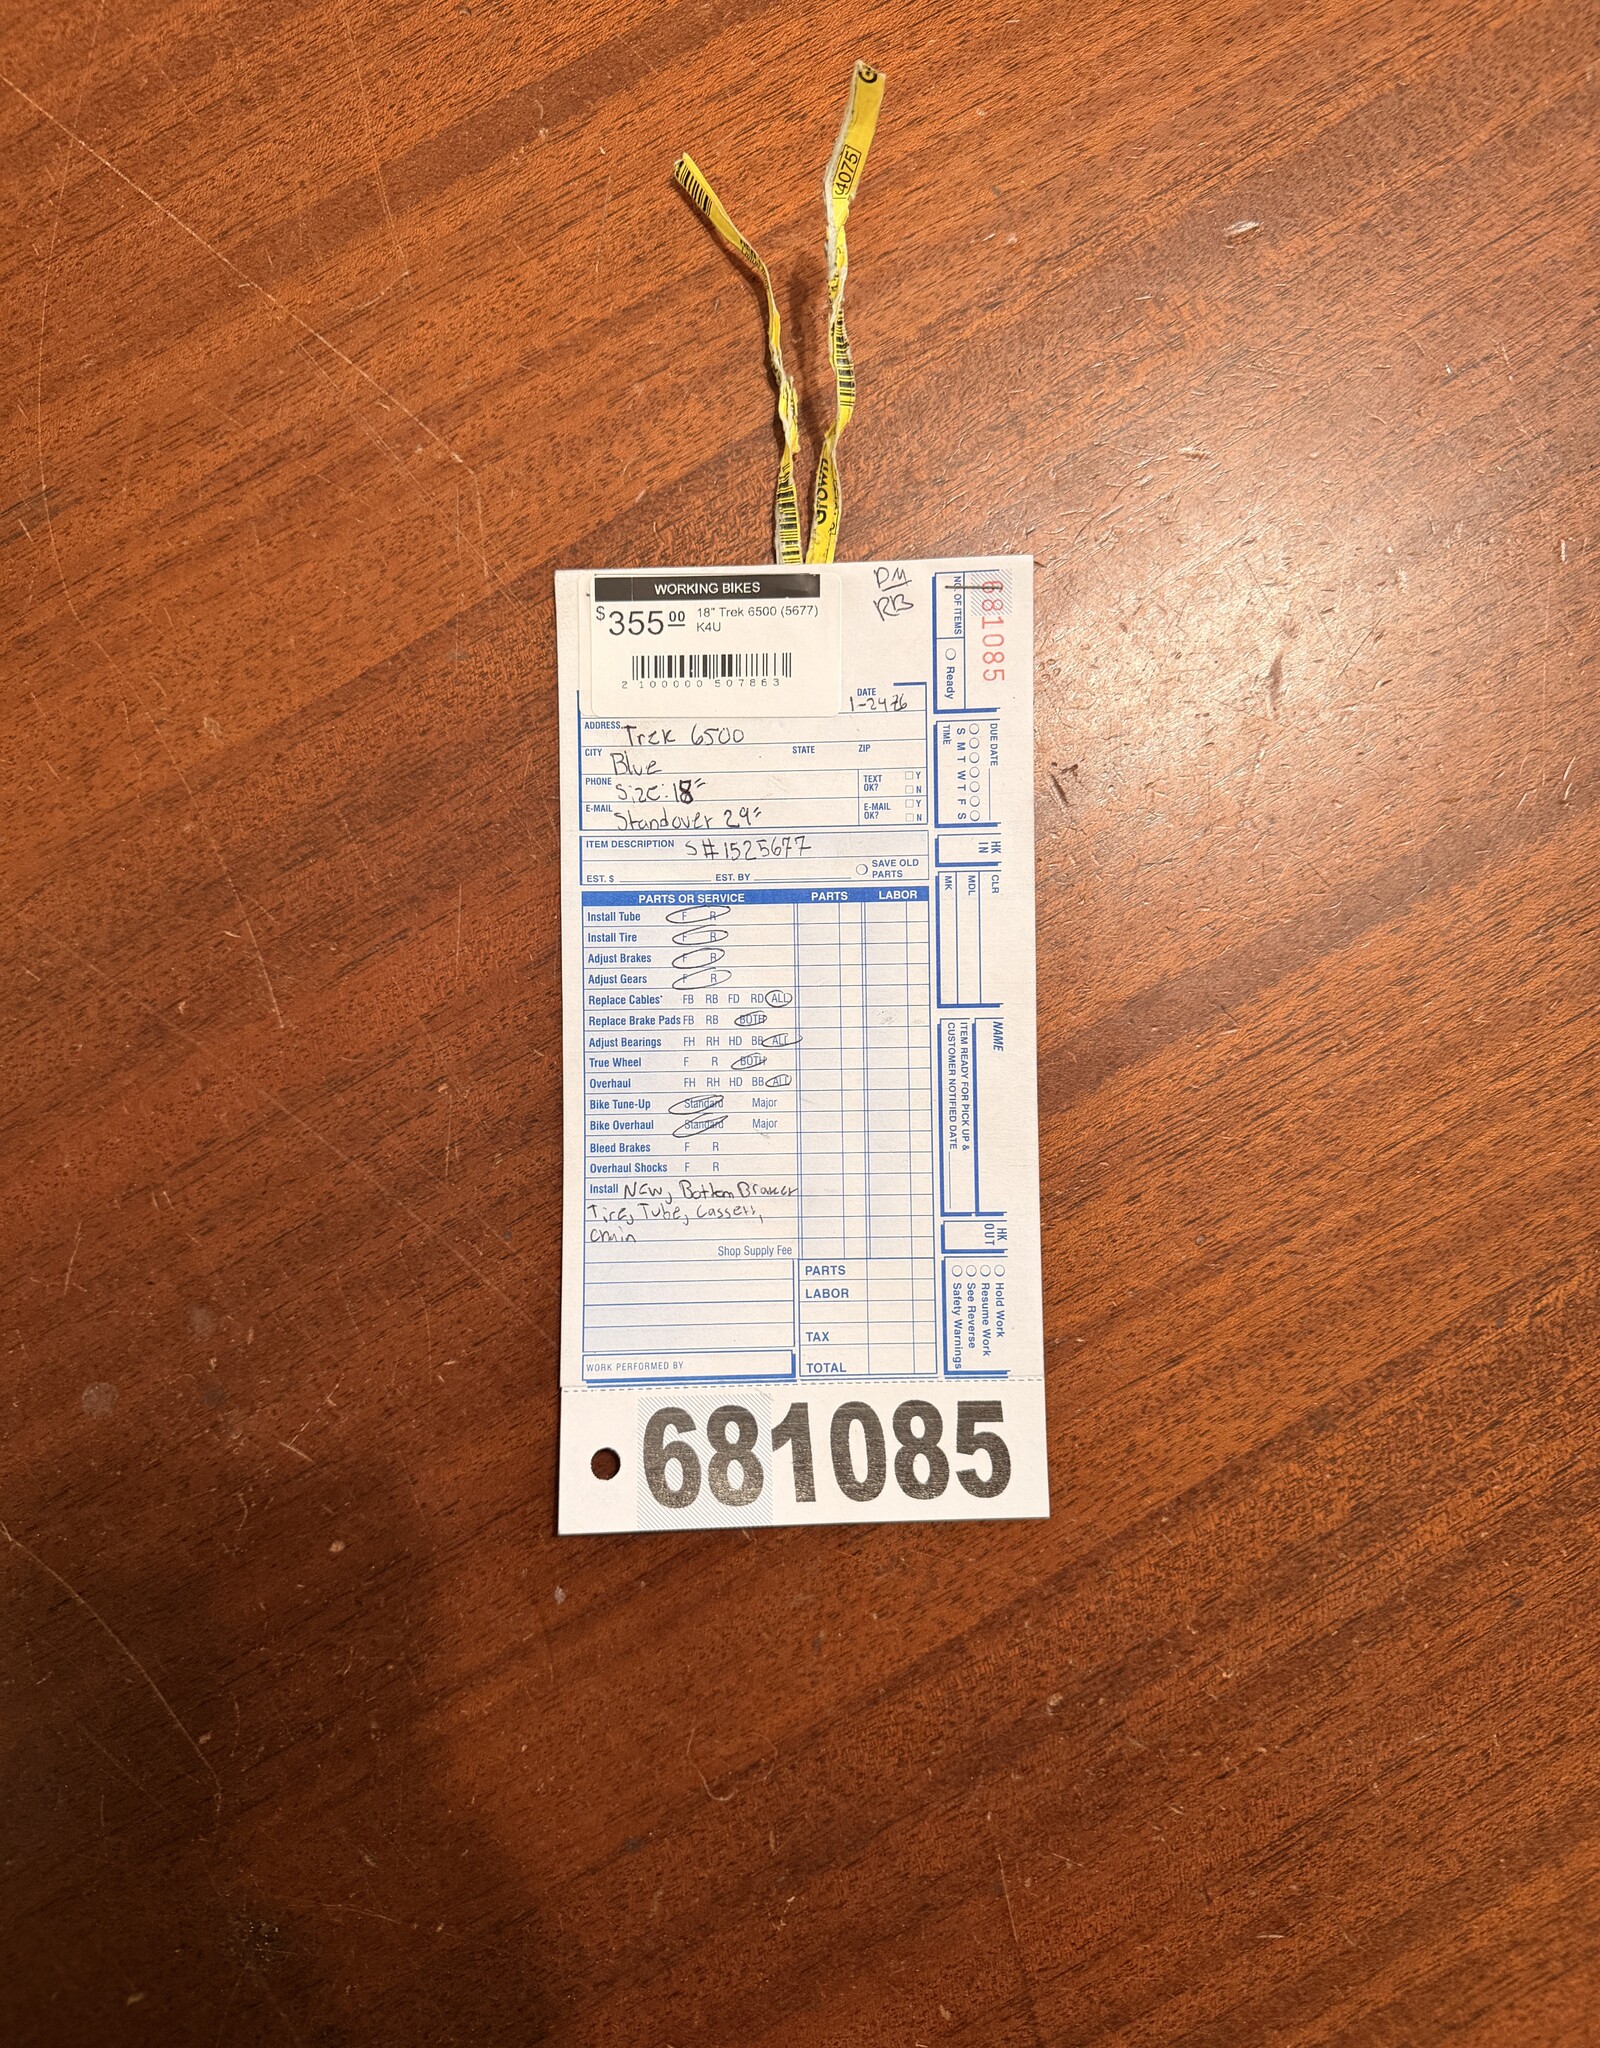 4075
Grown
WORKING BIKES
$355.00 18" Trek 6500 (5677)
K4U
2 100000 507863
DM
RB
DATE
1-24-26
ADDRESS Trek 6500
CITY Blue STATE ZIP
PHONE Size: 18" TEXT OK? Y N
E-MAIL Standover 29" E-MAIL OK? Y N
ITEM DESCRIPTION S#1525677
EST. $ EST. BY SAVE OLD PARTS
PARTS OR SERVICE PARTS LABOR
Install Tube F R
Install Tire F R
Adjust Brakes F R
Adjust Gears F R
Replace Cables* FB RB FD RD ALL
Replace Brake Pads FB RB BOTH
Adjust Bearings FH RH HD BB ALL
True Wheel F R BOTH
Overhaul FH RH HD BB ALL
Bike Tune-Up Standard Major
Bike Overhaul Standard Major
Bleed Brakes F R
Overhaul Shocks F R
Install New, Bottom Bracket
Tire, Tube, Cassett,
Chain
Shop Supply Fee
PARTS
LABOR
TAX
TOTAL
WORK PERFORMED BY
681085
NO. OF ITEMS
Ready
DUE DATE
S M T W T F S
TIME
HK IN
CLR
MDL
MK
NAME
ITEM READY FOR PICK UP &
CUSTOMER NOTIFIED DATE
HK OUT
Hold Work
Resume Work
See Reverse
Safety Warnings
681085